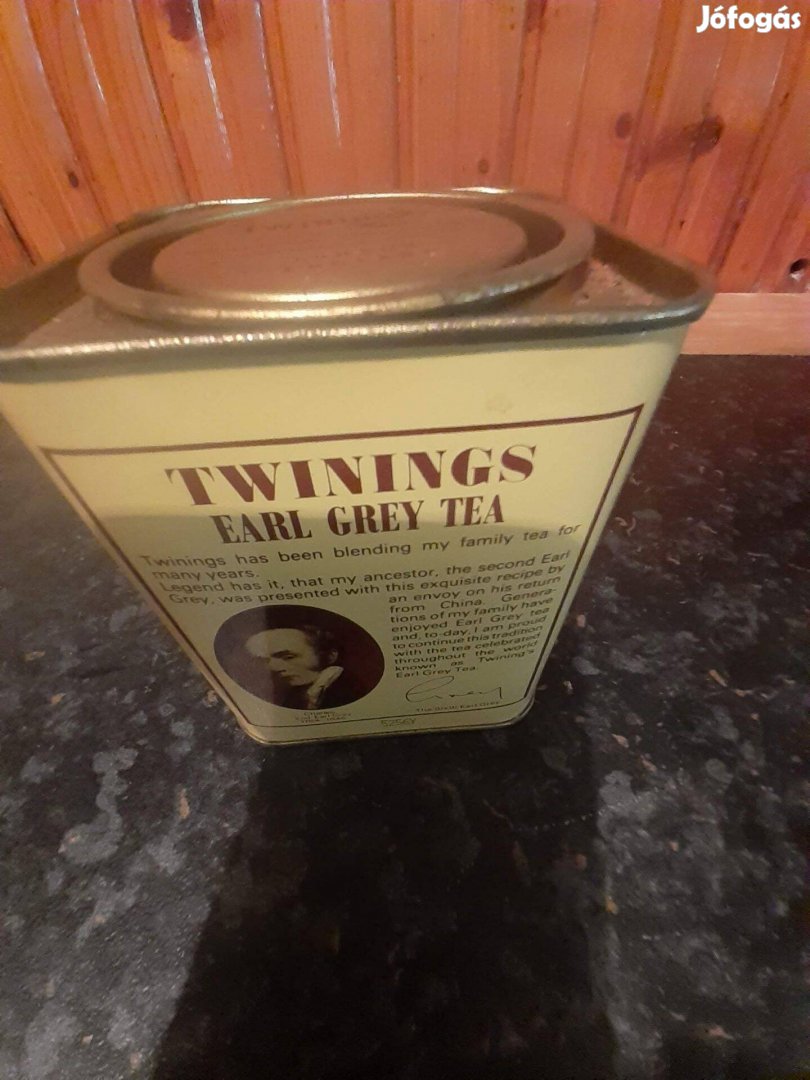 Jófogás
TWININGS
EARL GREY TEA
Twinings has been blending my family tea for
many years.
Legend has it, that my ancestor, the second Earl
Grey, was presented with this exquisite recipe by
an envoy on his return
from China. Genera-
tions of my family have
enjoyed Earl Grey tea
and, to-day, I am proud
to continue this tradition
with the tea celebrated
throughout the world
known as Twining's
Earl Grey Tea.
Charles